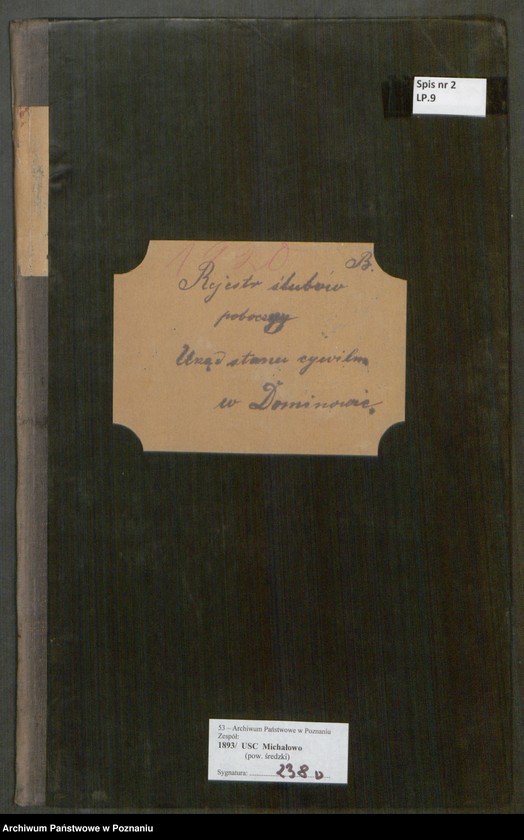 Spis nr 2
LP.9
1920
B.
Rejestr ślubów
poboczny
Urząd stanu cywilne
w Dominowie.
53 – Archiwum Państwowe w Poznaniu
Zespół:
1893/ USC Michałowo
(pow. średzki)
Sygnatura: 238 b
Archiwum Państwowe w Poznaniu